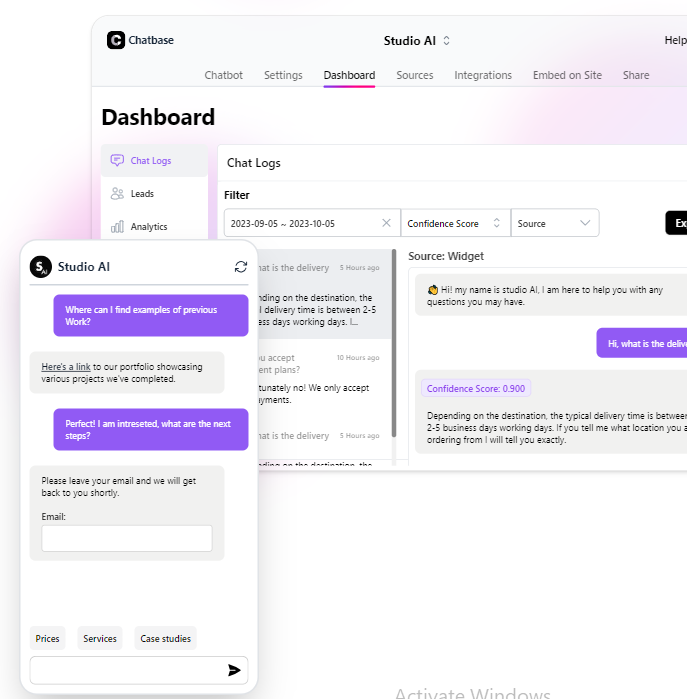 Chatbase
Studio AI
Help
Chatbot Settings Dashboard Sources Integrations Embed on Site Share
Dashboard
Chat Logs
Leads
Analytics
Chat Logs
Filter
2023-09-05 ~ 2023-10-05
Confidence Score
Source
Ex
hat is the delivery 5 Hours ago
nding on the destination, the
l delivery time is between 2-5
ess days working days. I...
u accept 10 Hours ago
ent plans?
tunately no! We only accept
yments.
hat is the delivery 5 Hours ago
nding on the destination, the
Source: Widget
Hi! my name is studio AI, I am here to help you with any
questions you may have.
Hi, what is the delive
Confidence Score: 0.900
Depending on the destination, the typical delivery time is between
2-5 business days working days. If you tell me what location you a
ordering from I will tell you exactly.
S.
AI
Studio AI
Where can I find examples of previous
Work?
Here's a link to our portfolio showcasing
various projects we've completed.
Perfect! I am intreseted, what are the next
steps?
Please leave your email and we will get
back to you shortly.
Email:
Prices
Services
Case studies
Activate Windows